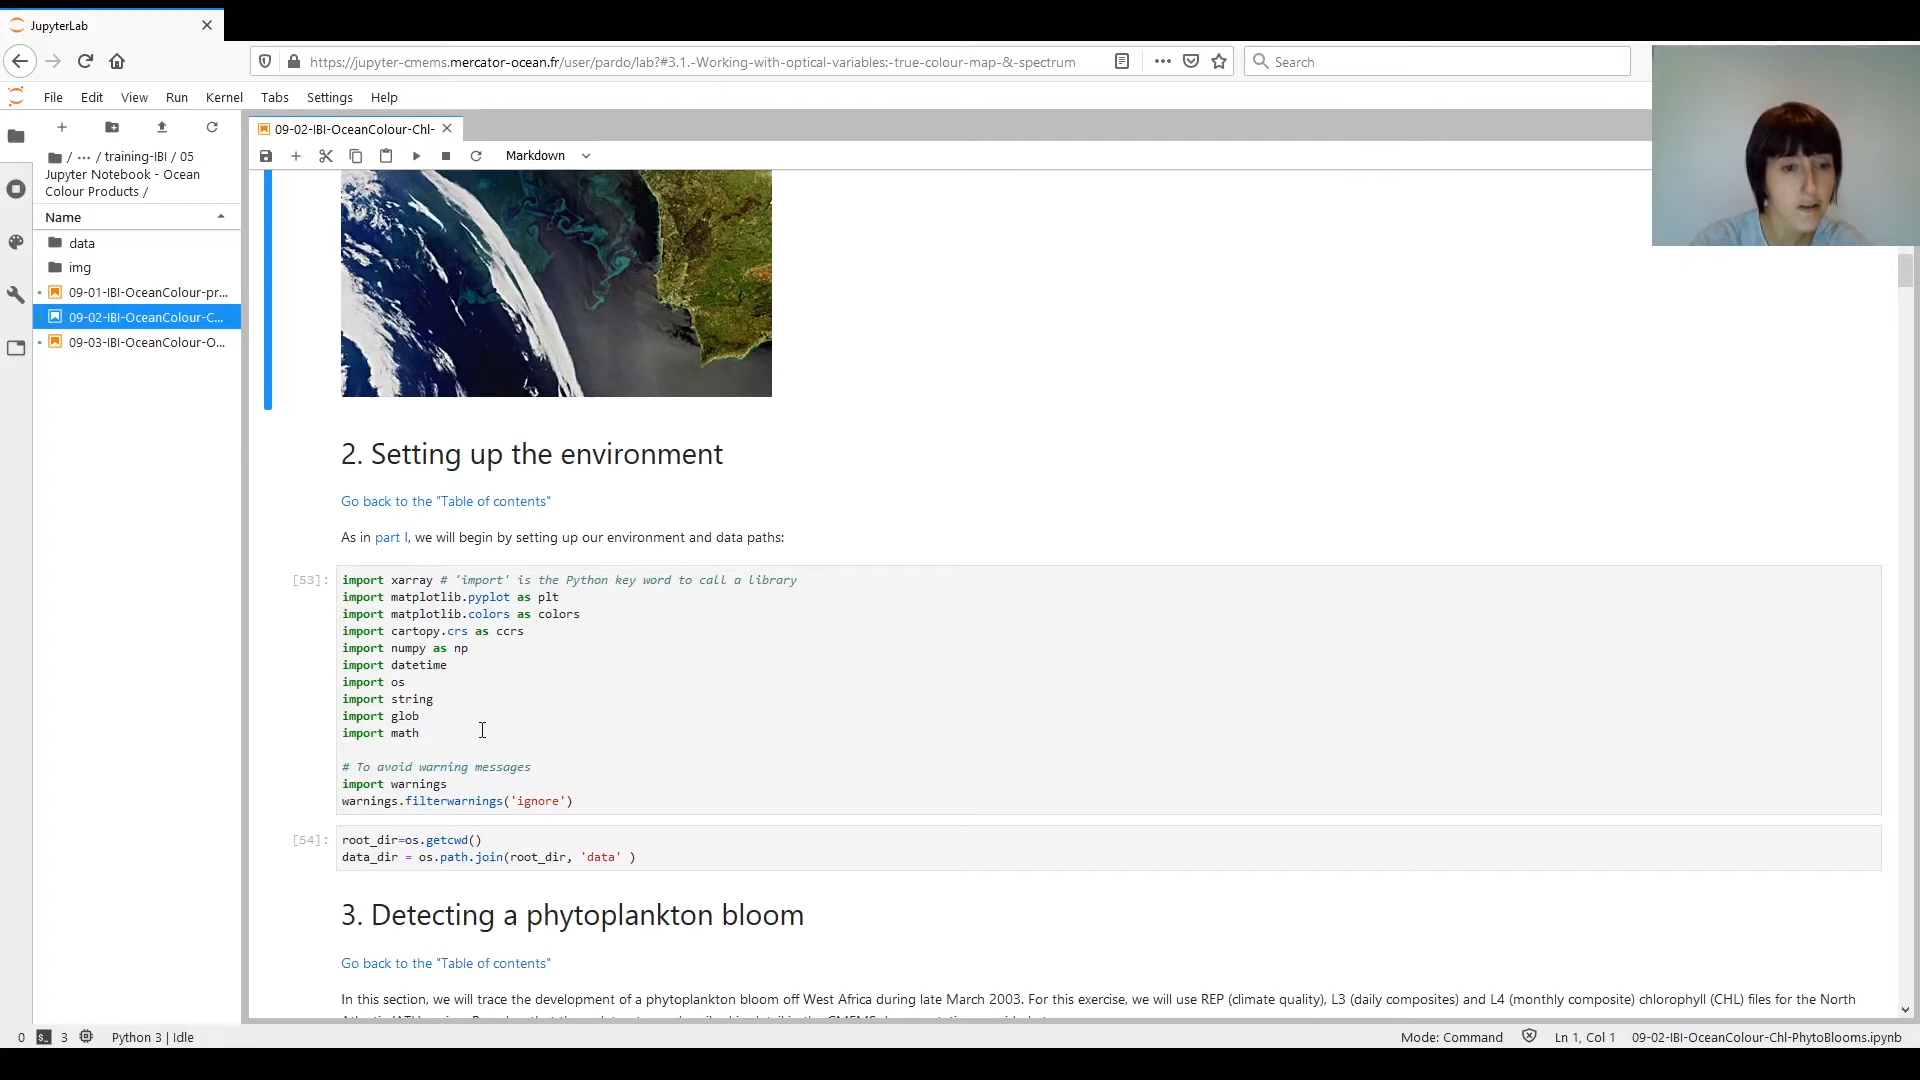 JupyterLab
https://jupyter-cmems.mercator-ocean.fr/user/pardo/lab?#3.1.-Working-with-optical-variables:-true-colour-map-&-spectrum
Search
File Edit View Run Kernel Tabs Settings Help
09-02-IBI-OceanColour-Chl-
Markdown
/ ··· / training-IBI / 05
Jupyter Notebook - Ocean
Colour Products /
Name
data
img
09-01-IBI-OceanColour-pr...
09-02-IBI-OceanColour-C...
09-03-IBI-OceanColour-O...
2. Setting up the environment
Go back to the "Table of contents"
As in part I, we will begin by setting up our environment and data paths:
[53]:
import xarray # 'import' is the Python key word to call a library
import matplotlib.pyplot as plt
import matplotlib.colors as colors
import cartopy.crs as ccrs
import numpy as np
import datetime
import os
import string
import glob
import math
# To avoid warning messages
import warnings
warnings.filterwarnings('ignore')
[54]:
root_dir=os.getcwd()
data_dir = os.path.join(root_dir, 'data' )
3. Detecting a phytoplankton bloom
Go back to the "Table of contents"
In this section, we will trace the development of a phytoplankton bloom off West Africa during late March 2003. For this exercise, we will use REP (climate quality), L3 (daily composites) and L4 (monthly composite) chlorophyll (CHL) files for the North
0 3 Python 3 | Idle
Mode: Command Ln 1, Col 1 09-02-IBI-OceanColour-Chl-PhytoBlooms.ipynb